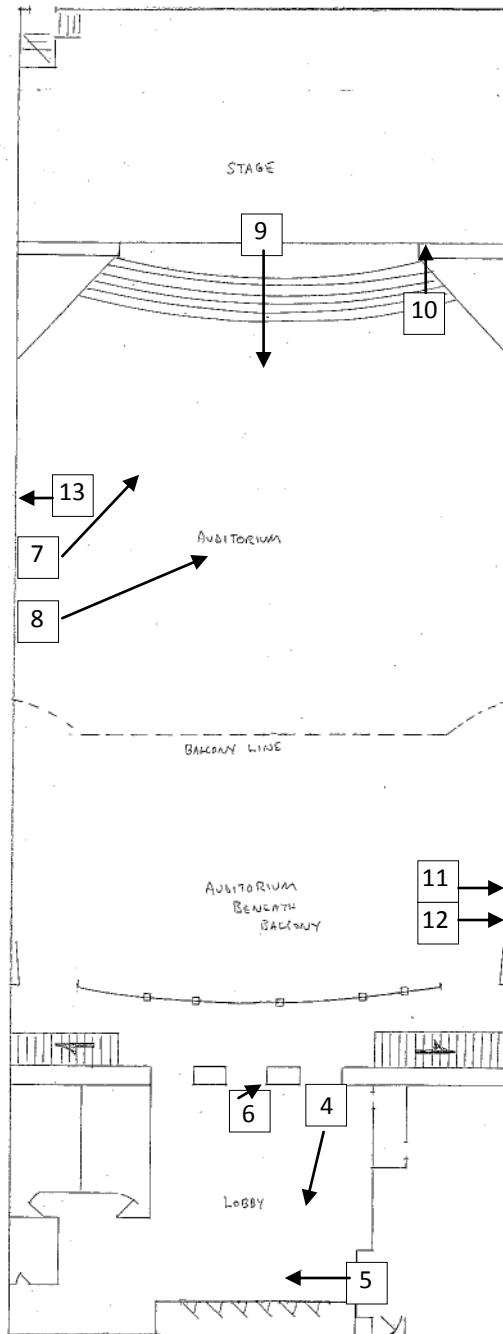 STAGE
9
10
13
7
AUDITORIUM
8
BALCONY LINE
11
AUDITORIUM
BENEATH
BALCONY
12
6
4
LOBBY
5